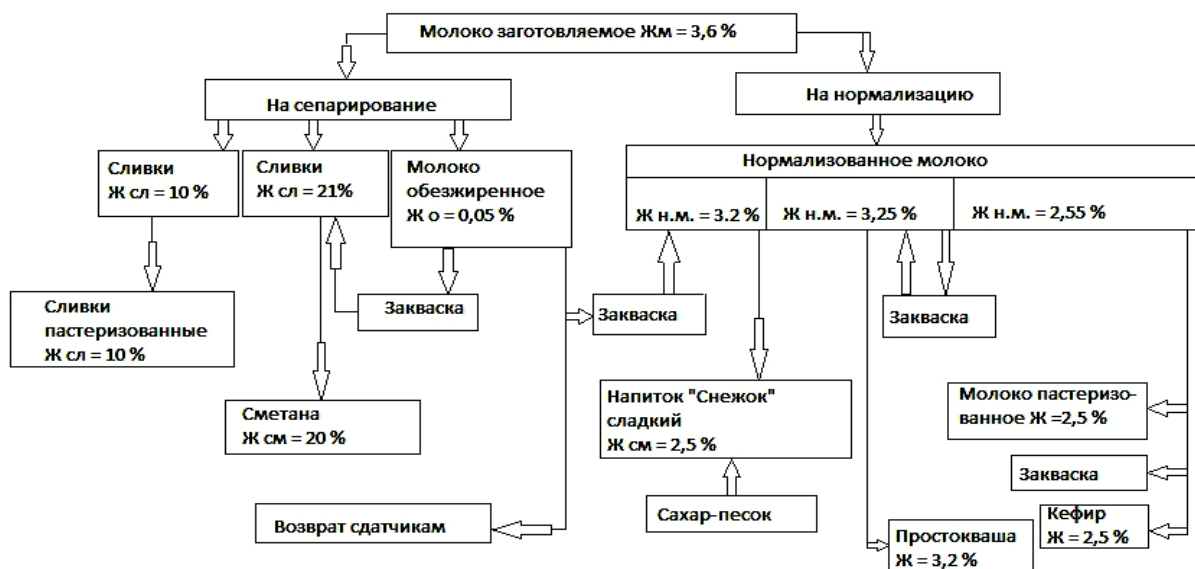 Молоко заготовляемое Жм = 3,6 %
На сепарирование
На нормализацию
Сливки
Ж сл = 10 %
Сливки
Ж сл = 21%
Молоко
обезжиренное
Ж о = 0,05 %
Нормализованное молоко
Ж н.м. = 3.2 %
Ж н.м. = 3,25 %
Ж н.м. = 2,55 %
Сливки
пастеризованные
Ж сл = 10 %
Закваска
Закваска
Закваска
Сметана
Ж см = 20 %
Напиток "Снежок"
сладкий
Ж см = 2,5 %
Молоко пастеризо-
ванное Ж =2,5 %
Закваска
Возврат сдатчикам
Сахар-песок
Простокваша
Ж = 3,2 %
Кефир
Ж = 2,5 %